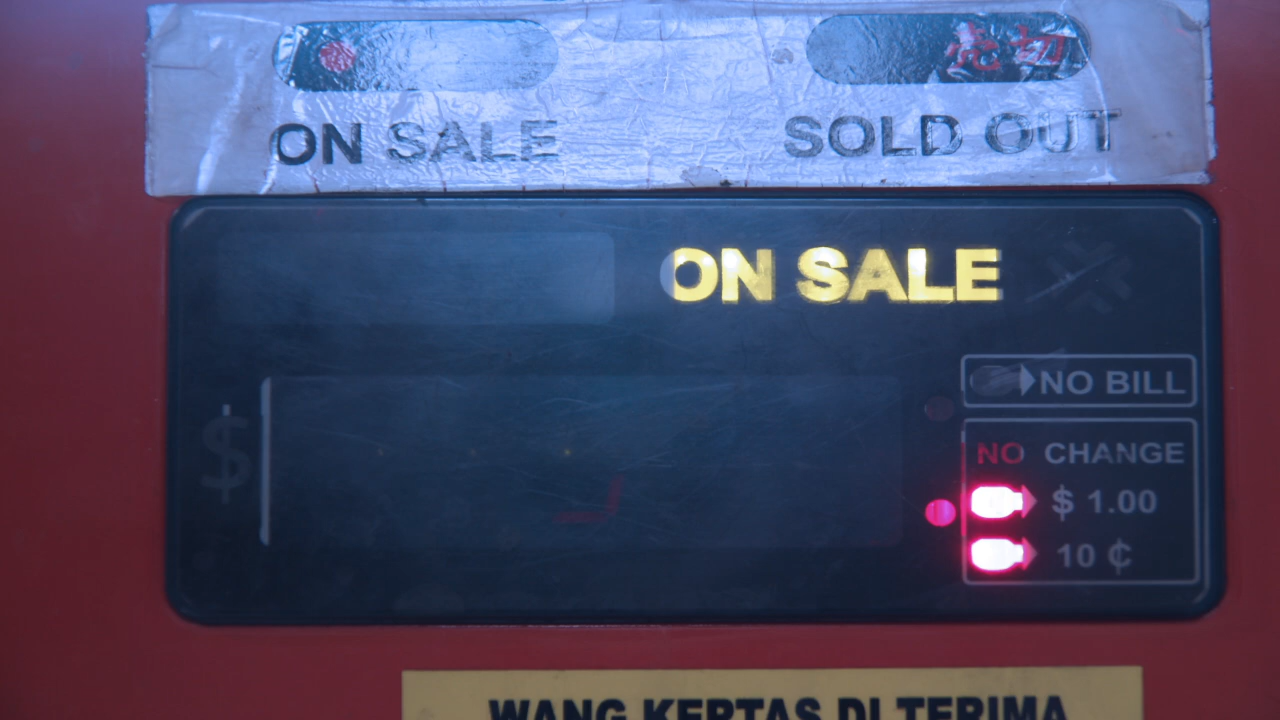 売切
ON SALE
SOLD OUT
ON SALE
NO BILL
$
NO CHANGE
$ 1.00
10 ¢
WANG KERTAS DI TERIMA